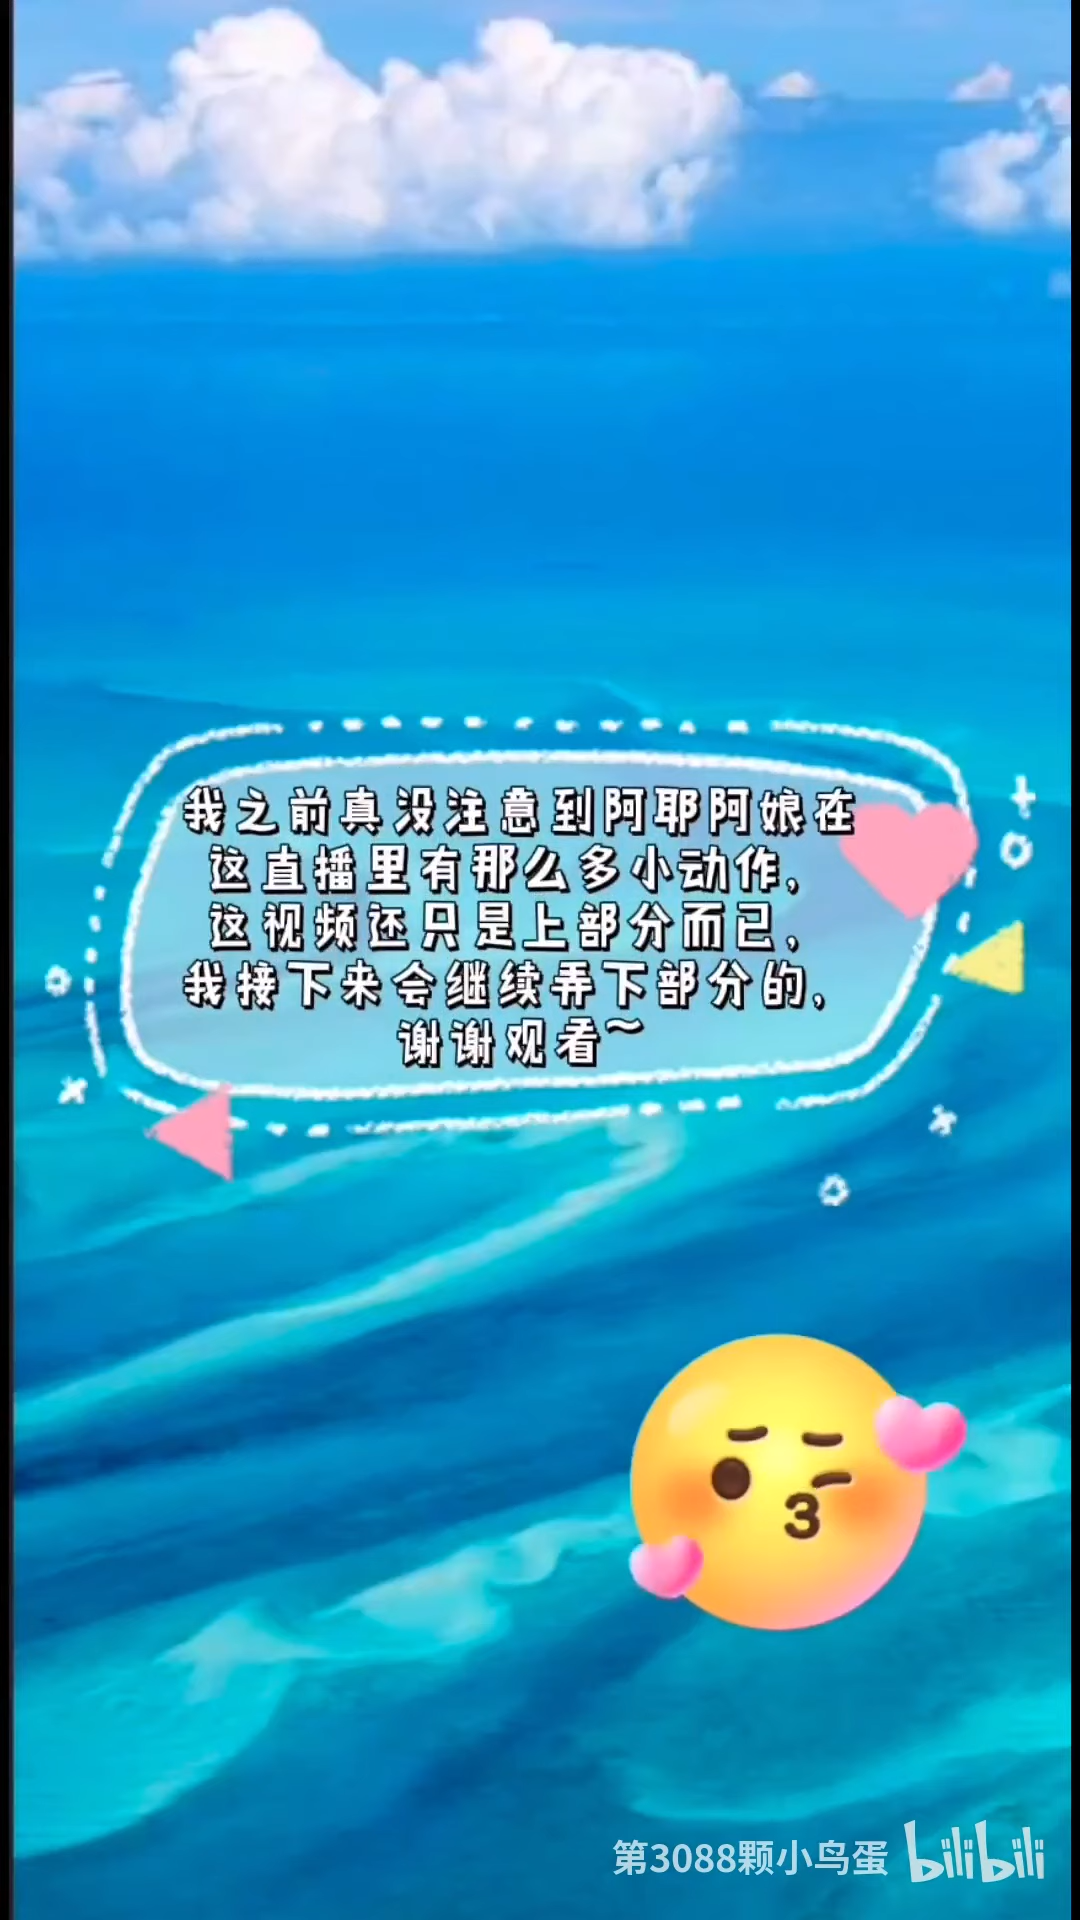 我之前真没注意到阿耶阿娘在
这直播里有那么多小动作,
这视频还只是上部分而已,
我接下来会继续弄下部分的,
谢谢观看~
第3088颗小鸟蛋 bilibili